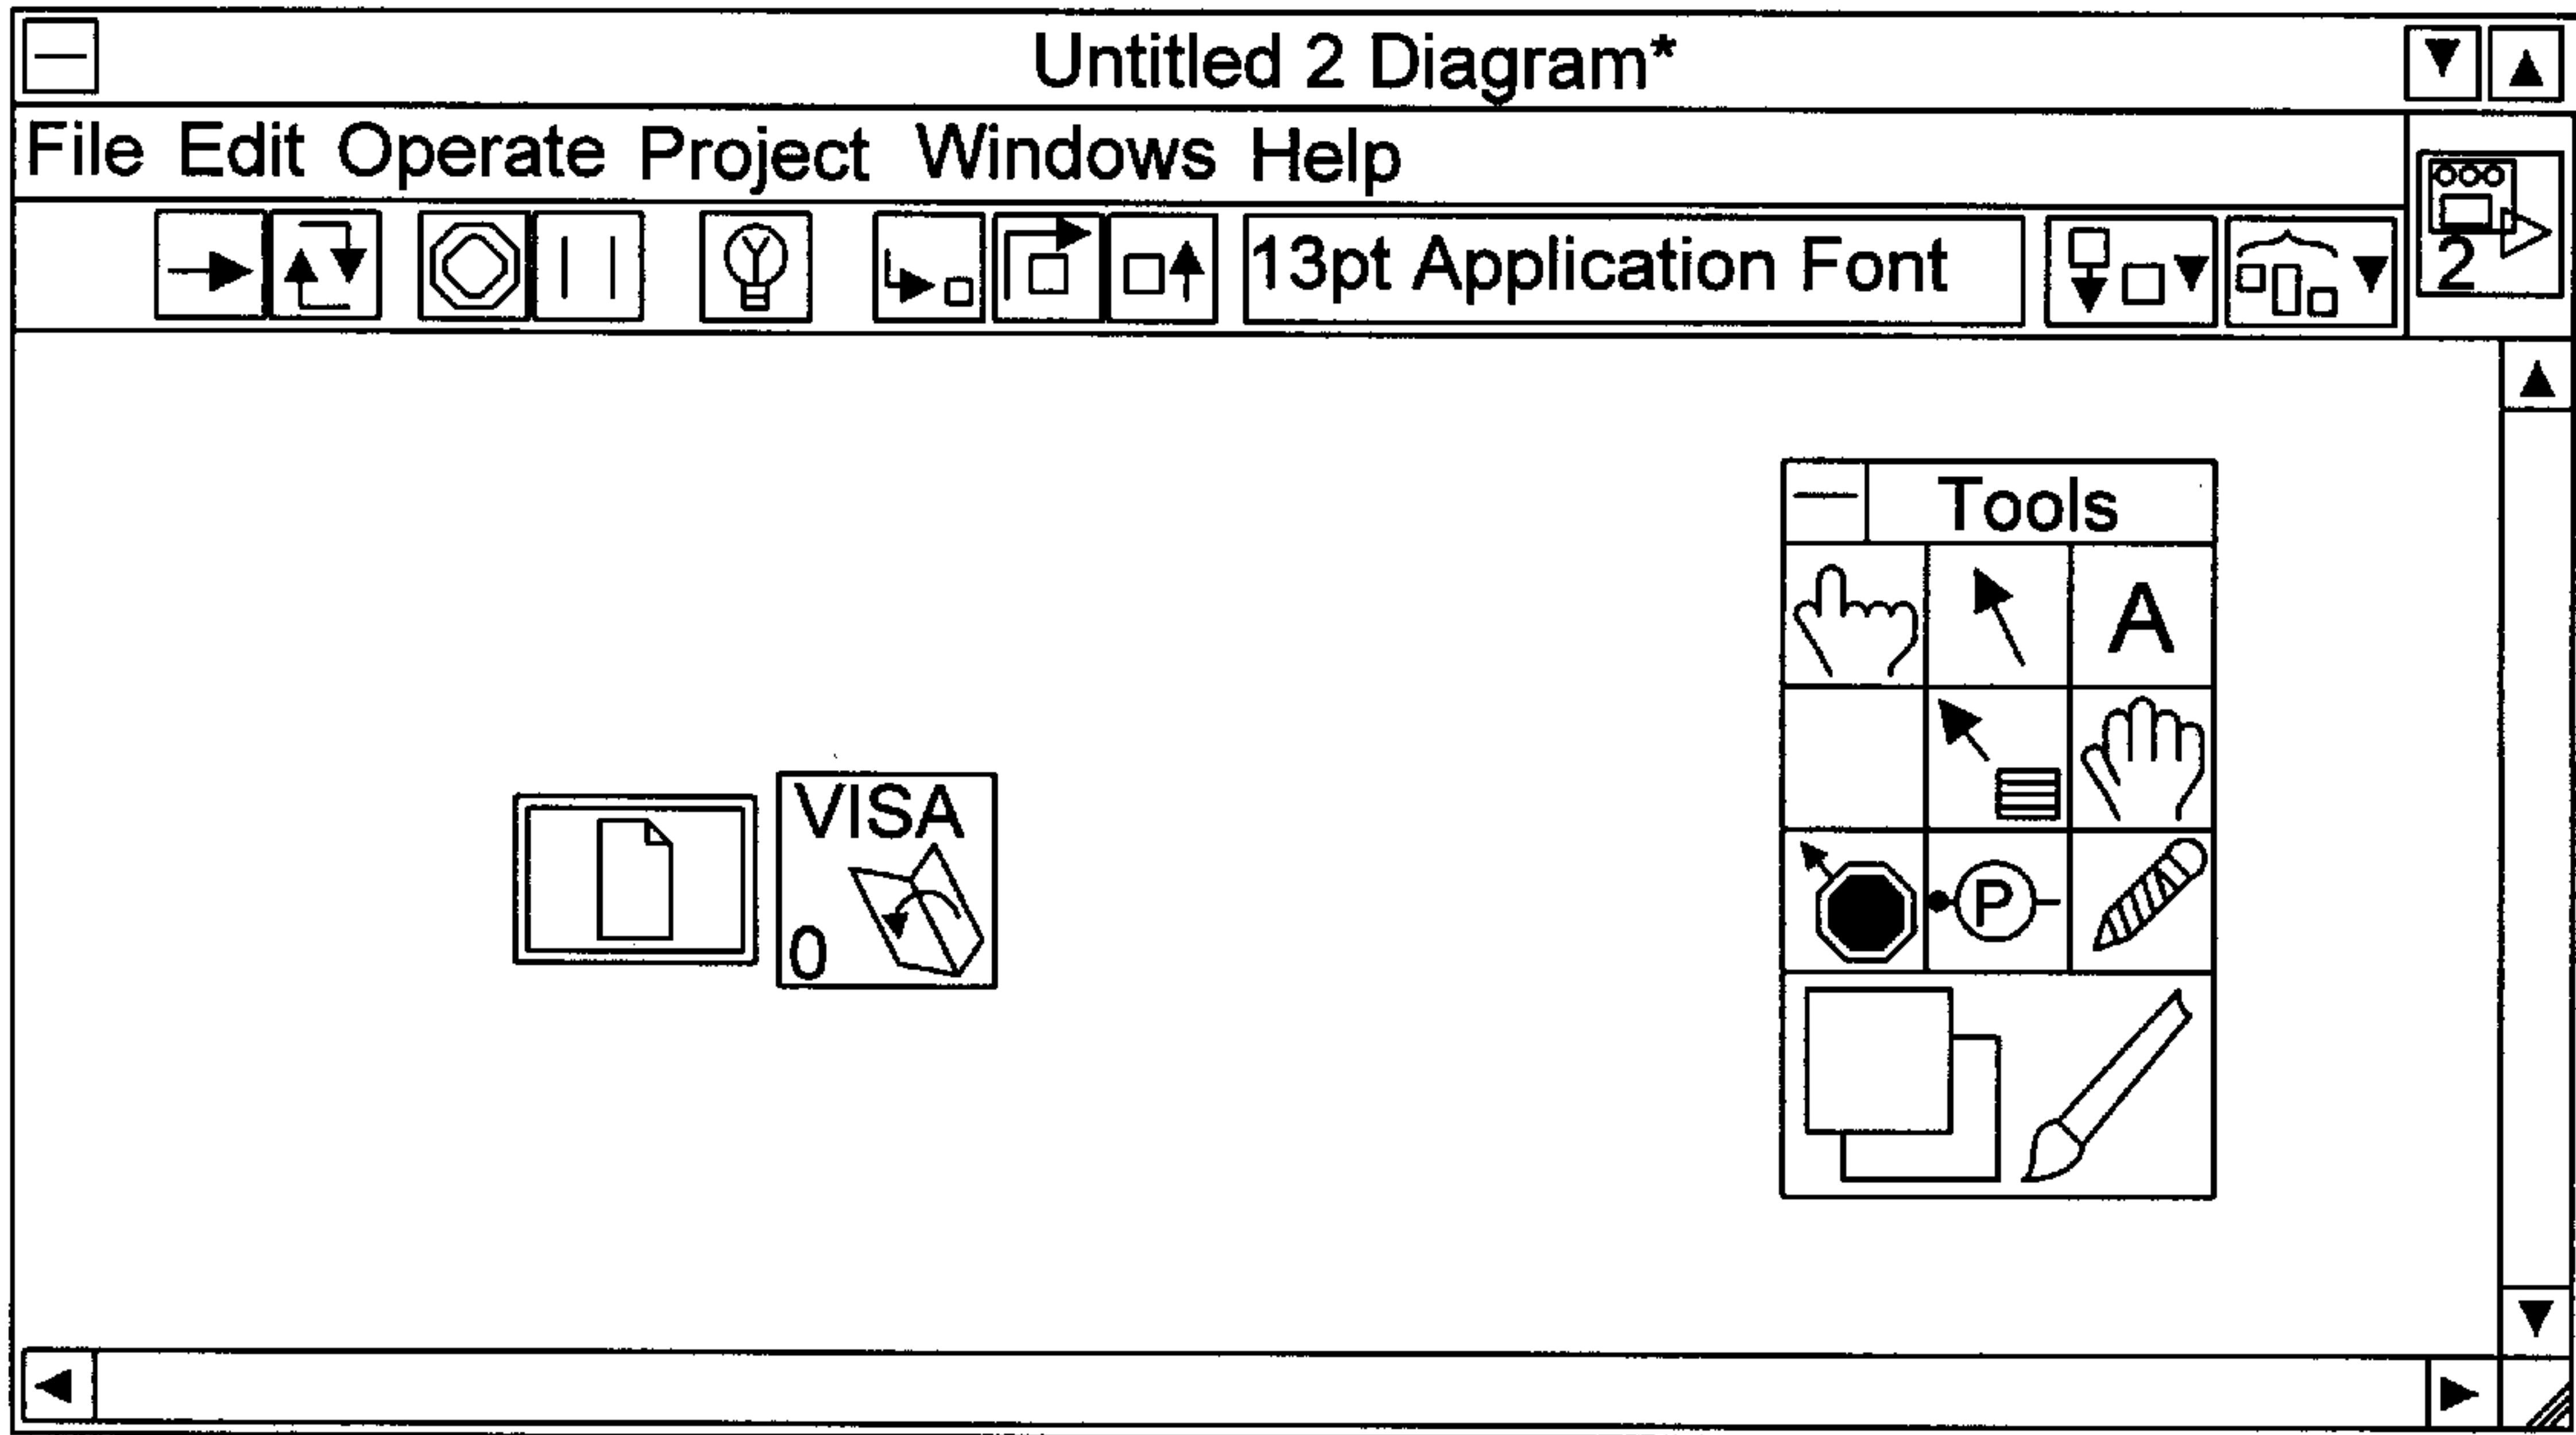 Untitled 2 Diagram*
File Edit Operate Project Windows Help
2
13pt Application Font
Tools
A
VISA
0
P